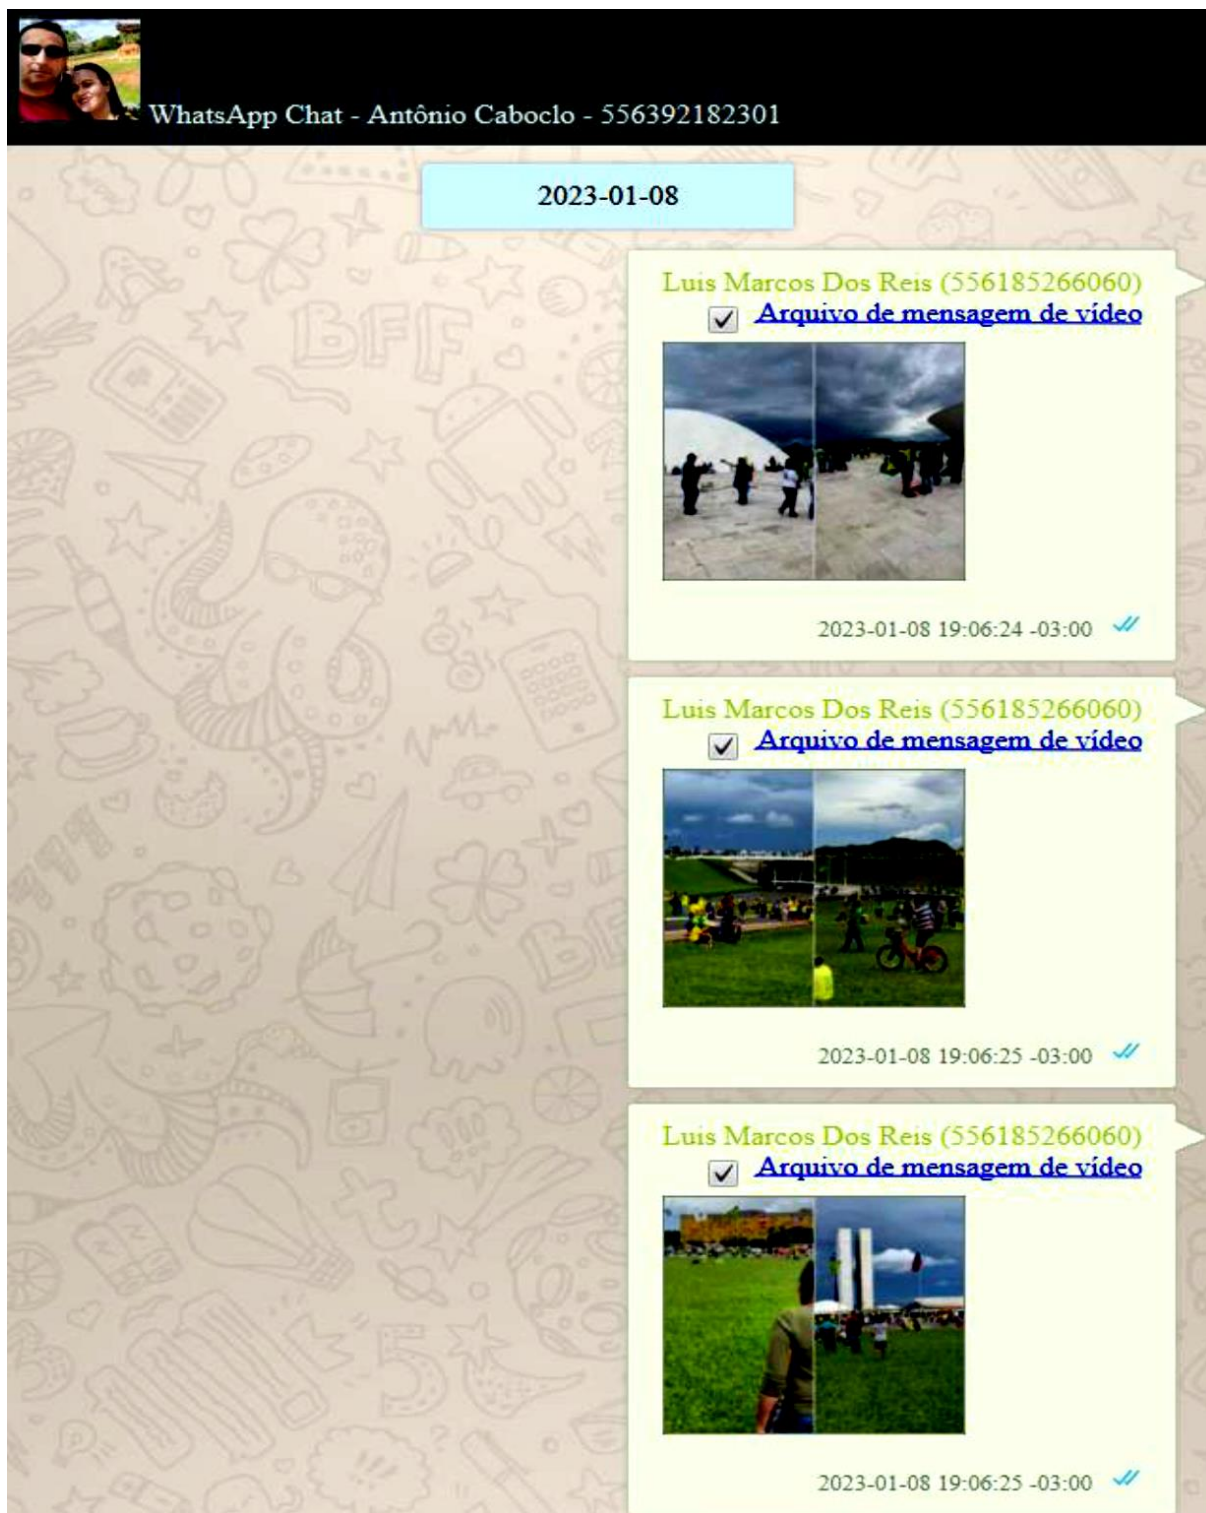 WhatsApp Chat - Antônio Caboclo - 556392182301
2023-01-08
Luis Marcos Dos Reis (556185266060)
Arquivo de mensagem de vídeo
2023-01-08 19:06:24 -03:00
Luis Marcos Dos Reis (556185266060)
Arquivo de mensagem de vídeo
2023-01-08 19:06:25 -03:00
Luis Marcos Dos Reis (556185266060)
Arquivo de mensagem de vídeo
2023-01-08 19:06:25 -03:00